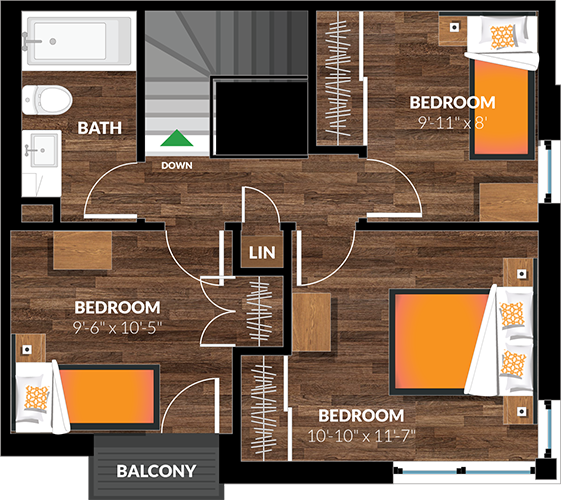 BEDROOM
9'-11" x 8'
BATH
DOWN
LIN
BEDROOM
9'-6" x 10'-5"
BEDROOM
10'-10" x 11'-7"
BALCONY